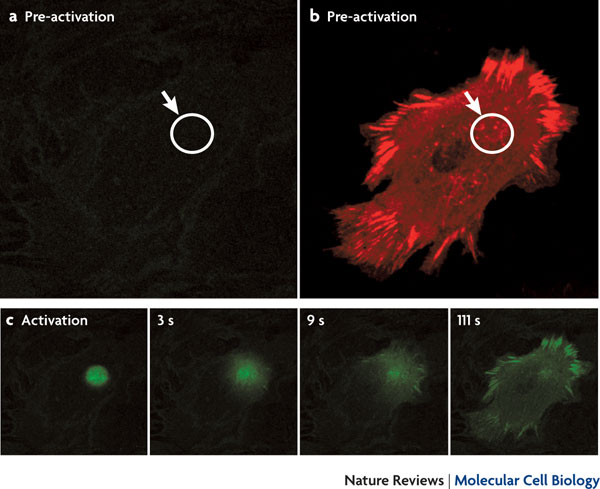 a Pre-activation
b Pre-activation
c Activation
3 s
9 s
111 s
Nature Reviews | Molecular Cell Biology